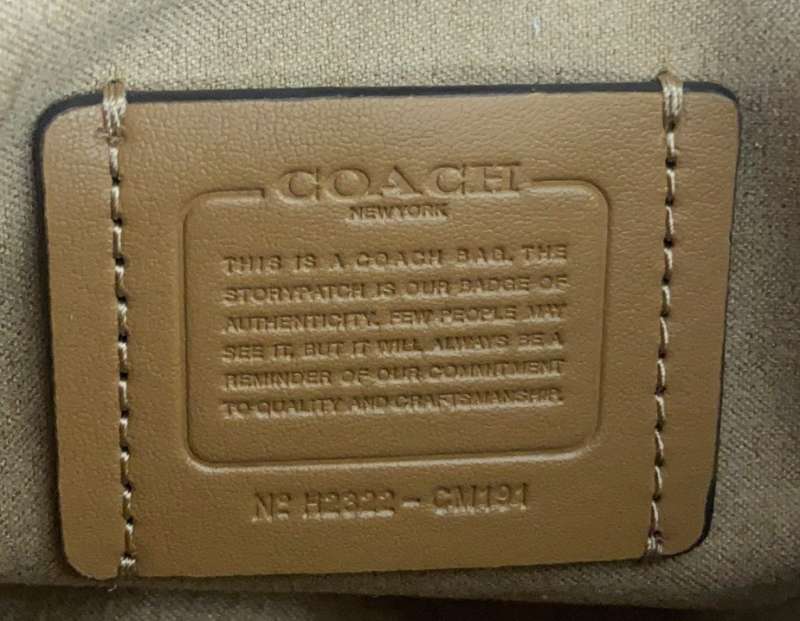 COACH
NEW YORK
THIS IS A COACH BAG. THE
STORYPATCH IS OUR BADGE OF
AUTHENTICITY. FEW PEOPLE MAY
SEE IT, BUT IT WILL ALWAYS BE A
REMINDER OF OUR COMMITMENT
TO QUALITY AND CRAFTSMANSHIP.
Nº H2322 - CM191